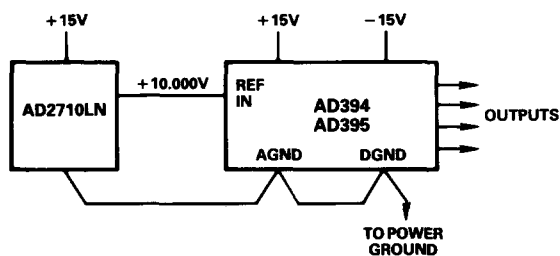 +15V
+15V
−15V
+10.000V
AD2710LN
REF
IN
AD394
AD395
OUTPUTS
AGND
DGND
TO POWER
GROUND